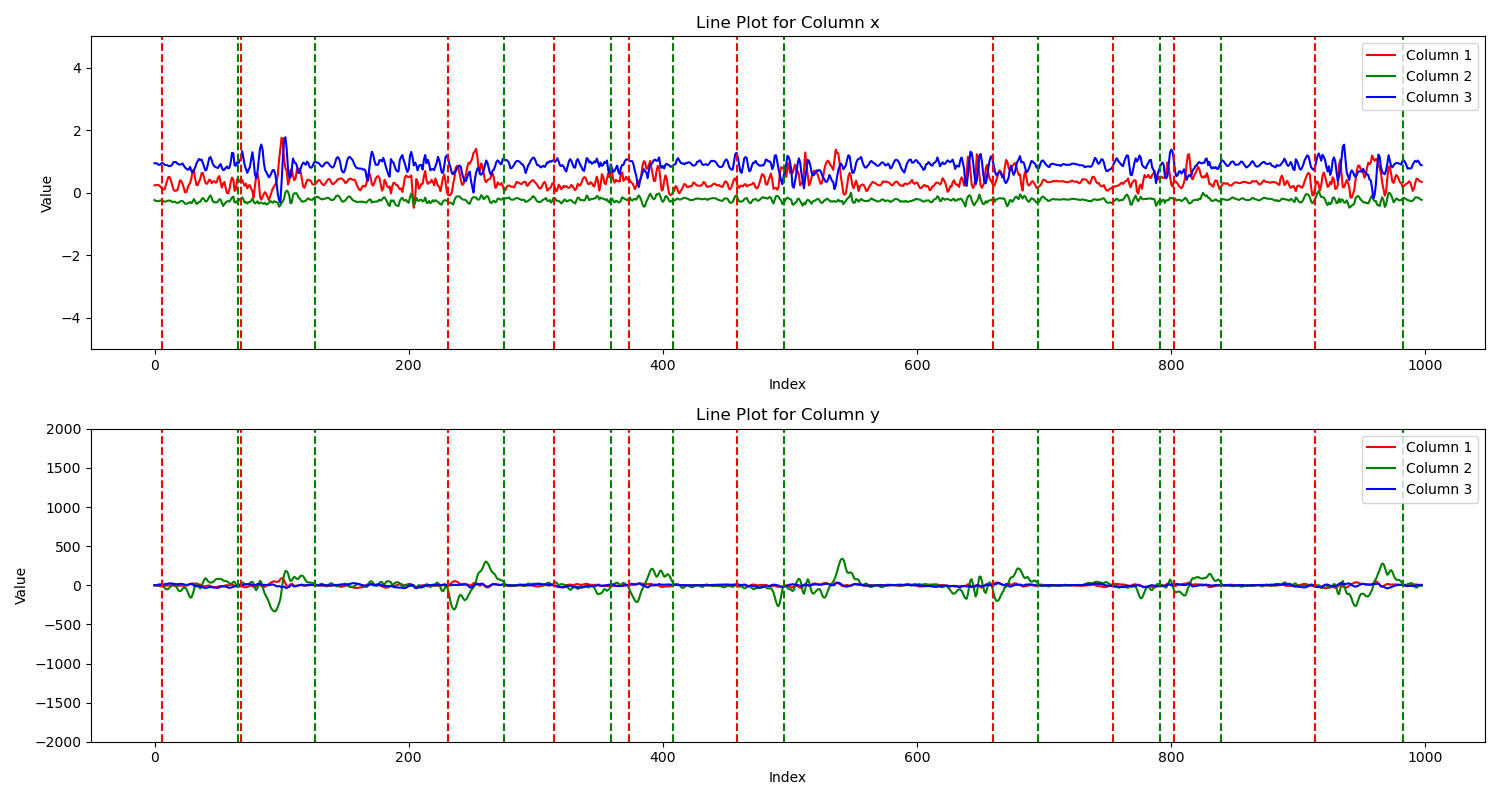 Line Plot for Column x
Column 1
Column 2
Column 3
4
2
0
−2
−4
Value
0 200 400 600 800 1000
Index
Line Plot for Column y
Column 1
Column 2
Column 3
2000
1500
1000
500
0
−500
−1000
−1500
−2000
Value
0 200 400 600 800 1000
Index